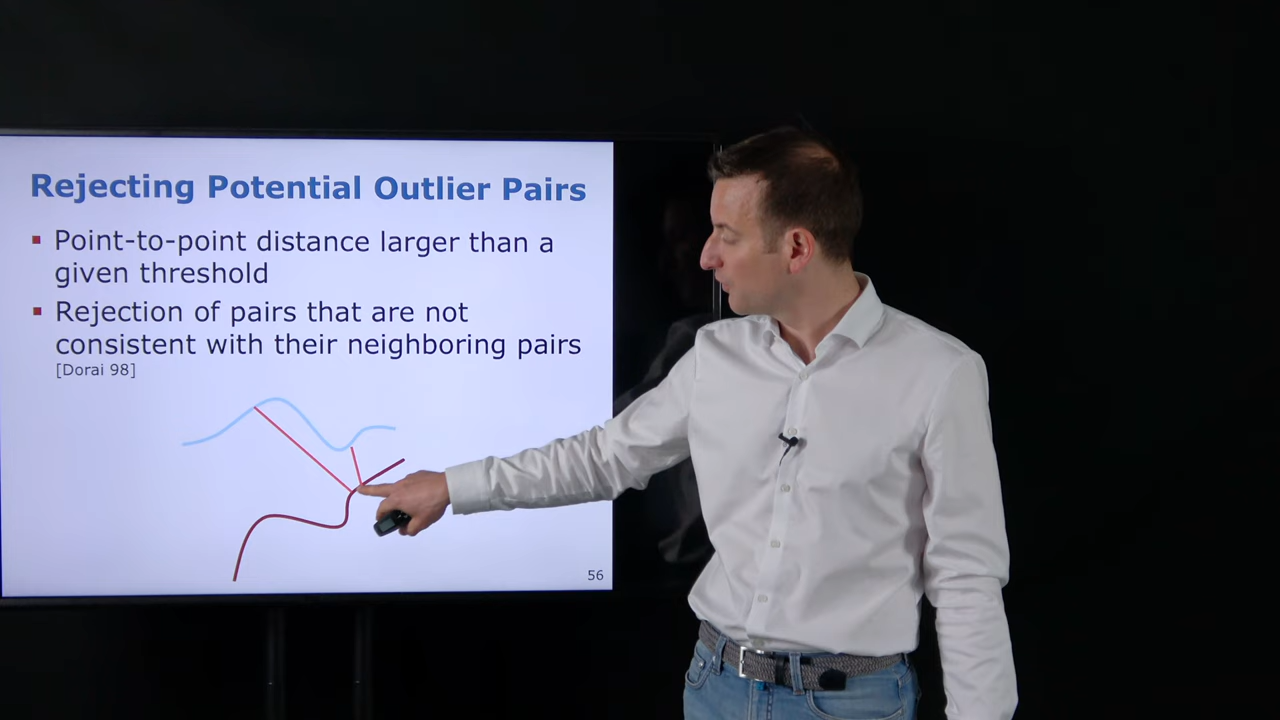 Rejecting Potential Outlier Pairs
▪ Point-to-point distance larger than a
given threshold
▪ Rejection of pairs that are not
consistent with their neighboring pairs
[Dorai 98]
56